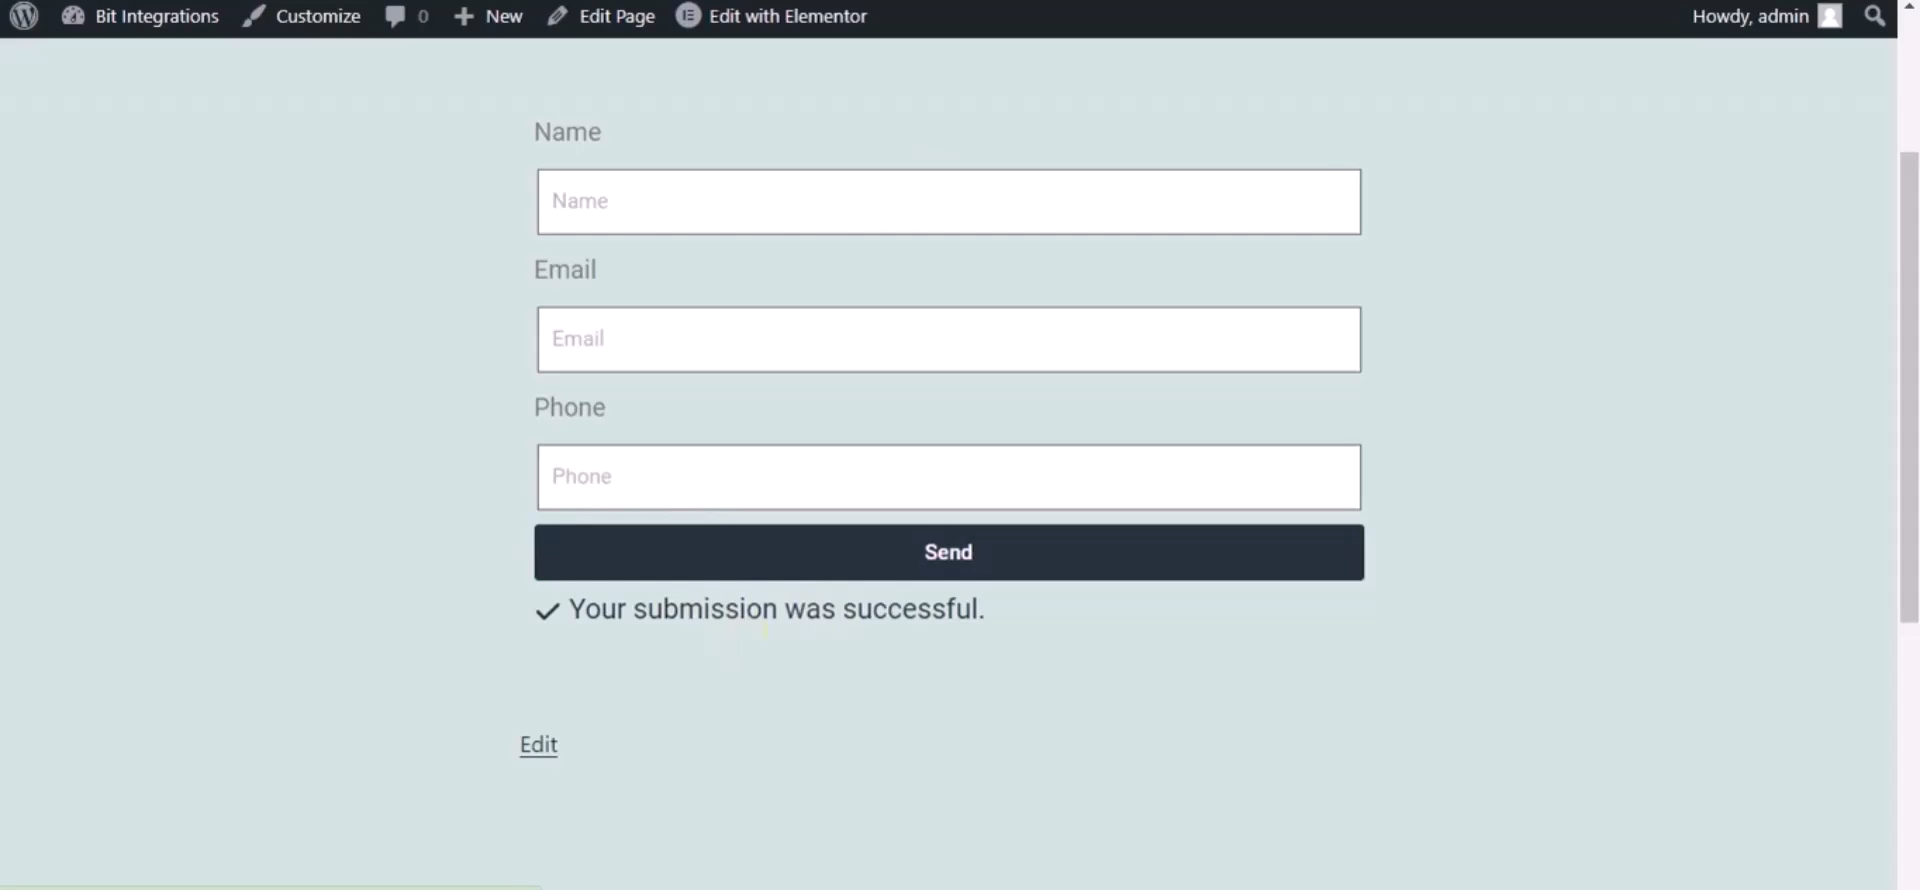 Bit Integrations Customize 0 New Edit Page Edit with Elementor Howdy, admin
Name
Name
Email
Email
Phone
Phone
Send
Your submission was successful.
Edit